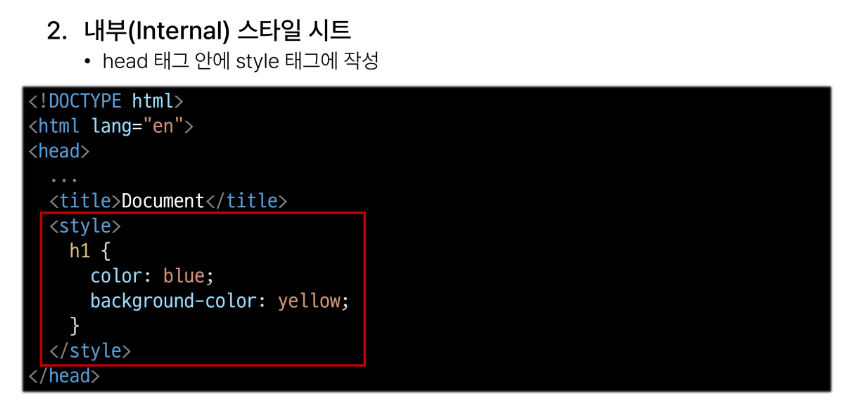 2. 내부(Internal) 스타일 시트
• head 태그 안에 style 태그에 작성
<!DOCTYPE html>
<html lang="en">
<head>
...
<title>Document</title>
<style>
h1 {
color: blue;
background-color: yellow;
}
</style>
</head>